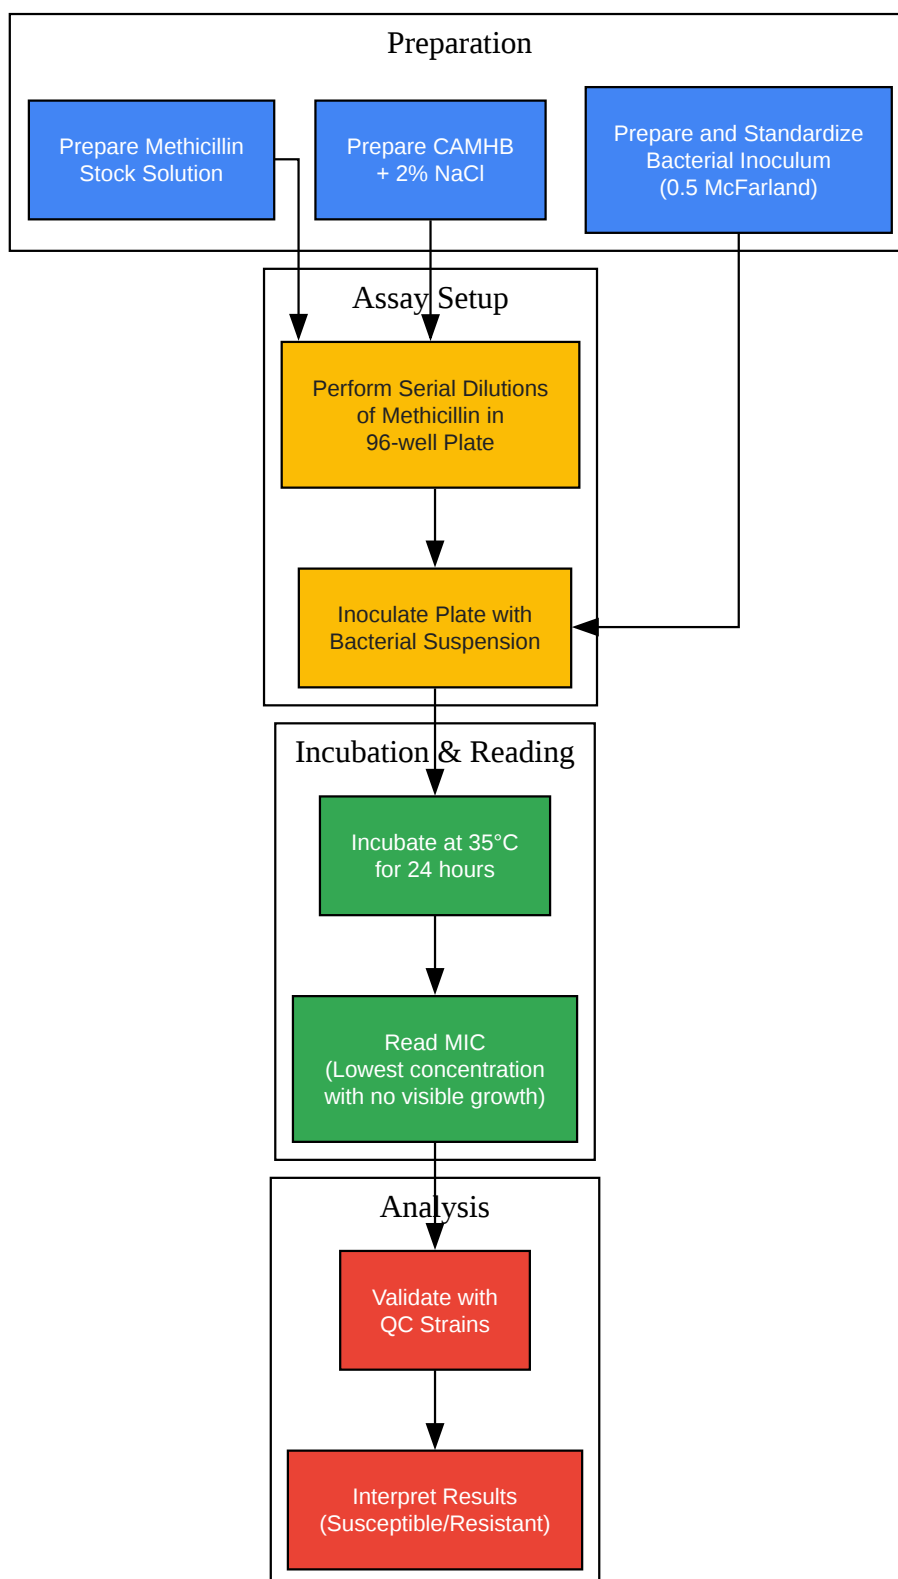 Preparation
Prepare Methicillin
Stock Solution
Prepare CAMHB
+ 2% NaCl
Prepare and Standardize
Bacterial Inoculum
(0.5 McFarland)
Assay Setup
Perform Serial Dilutions
of Methicillin in
96-well Plate
Inoculate Plate with
Bacterial Suspension
Incubation & Reading
Incubate at 35°C
for 24 hours
Read MIC
(Lowest concentration
with no visible growth)
Analysis
Validate with
QC Strains
Interpret Results
(Susceptible/Resistant)